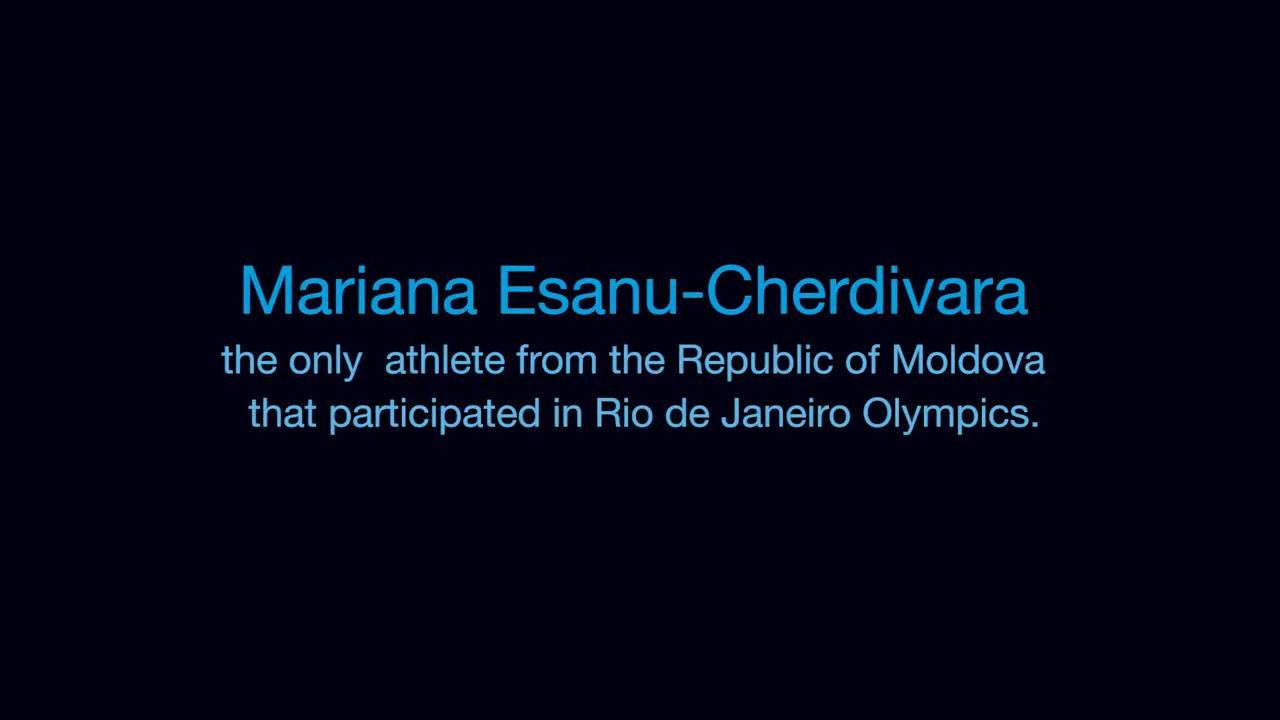 Mariana Esanu-Cherdivara
the only  athlete from the Republic of Moldova
that participated in Rio de Janeiro Olympics.